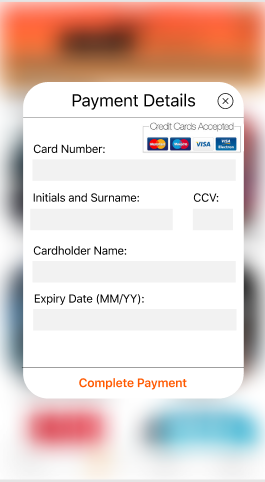 Payment Details
Credit Cards Accepted
Card Number:
VISA
VISA
Initials and Surname:
CCV:
Cardholder Name:
Expiry Date (MM/YY):
Complete Payment